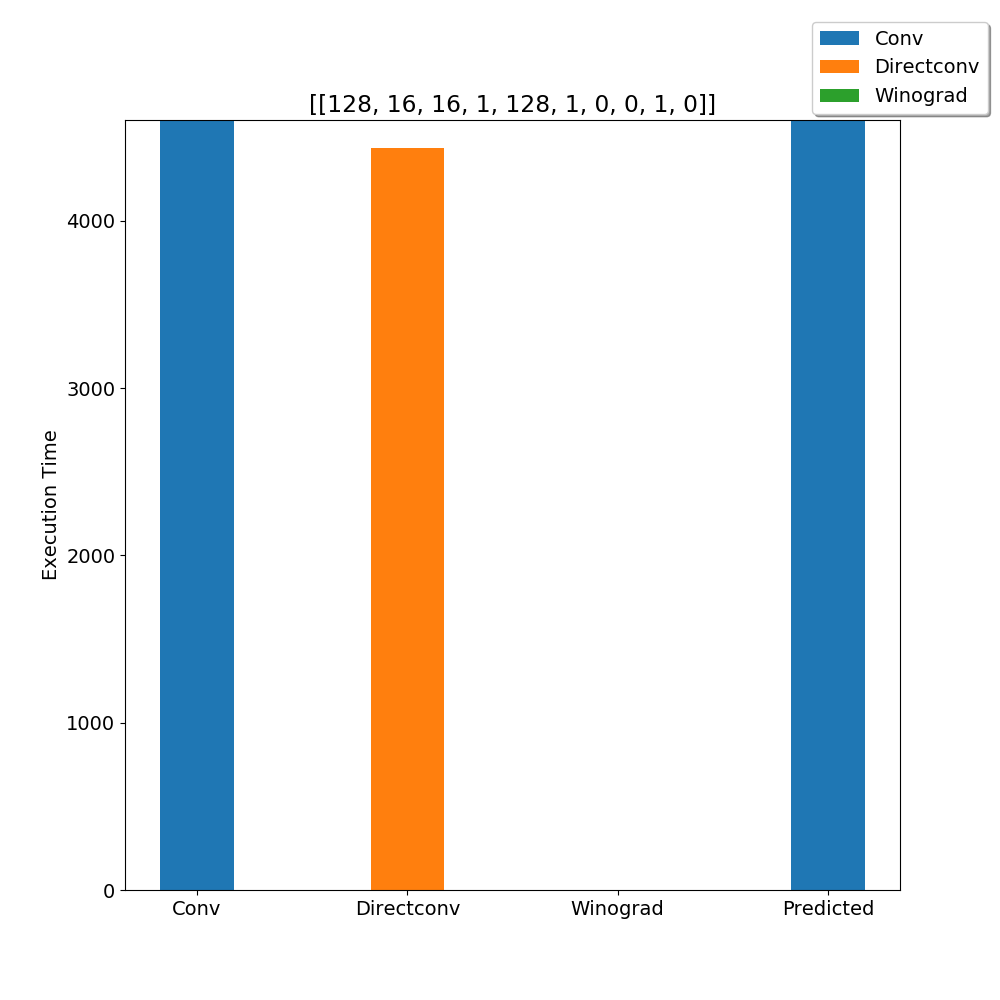 Conv
Directconv
Winograd
[[128, 16, 16, 1, 128, 1, 0, 0, 1, 0]]
Execution Time
4000
3000
2000
1000
0
Conv Directconv Winograd Predicted